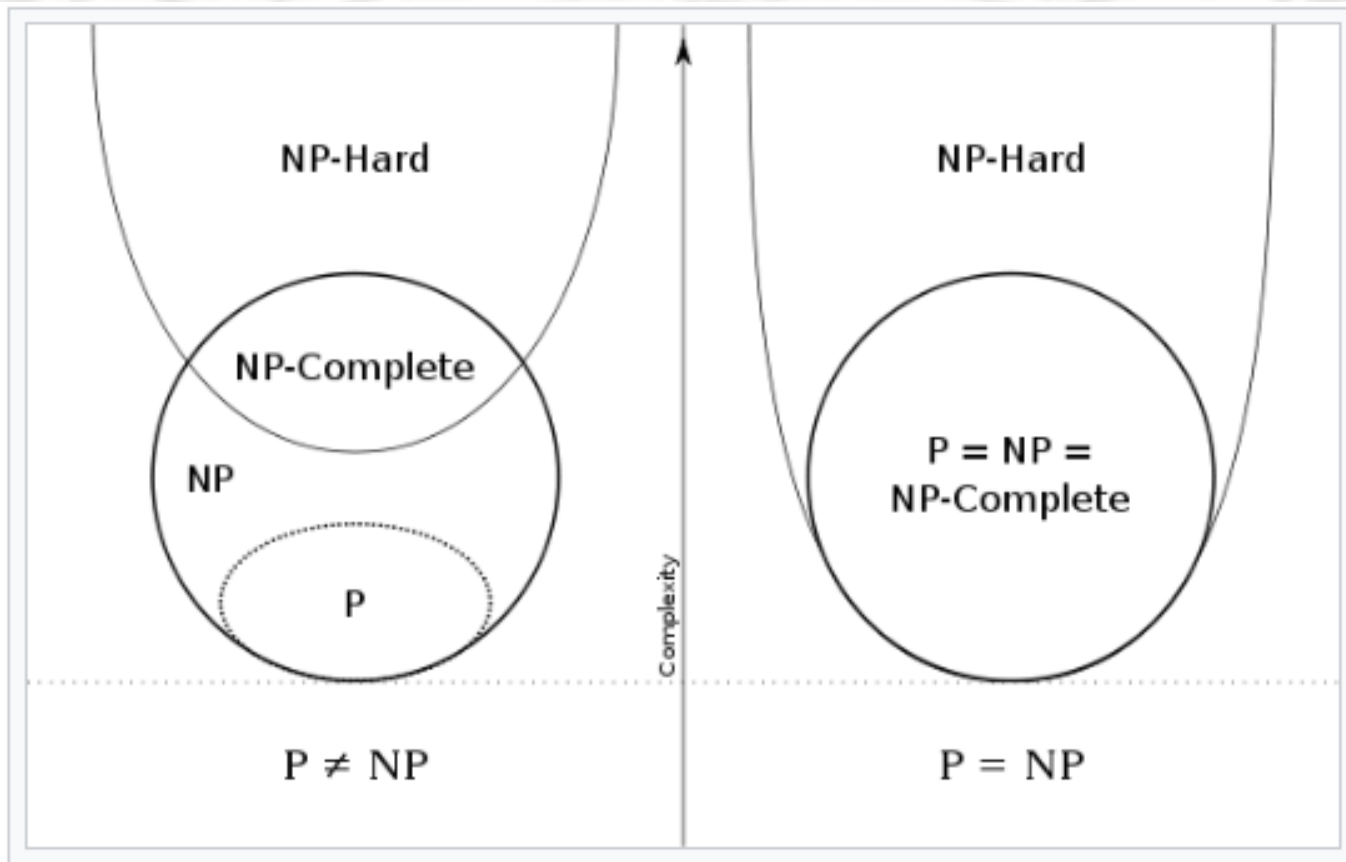 NP-Hard
NP-Complete
NP
P
P ≠ NP
Complexity
NP-Hard
P = NP =
NP-Complete
P = NP